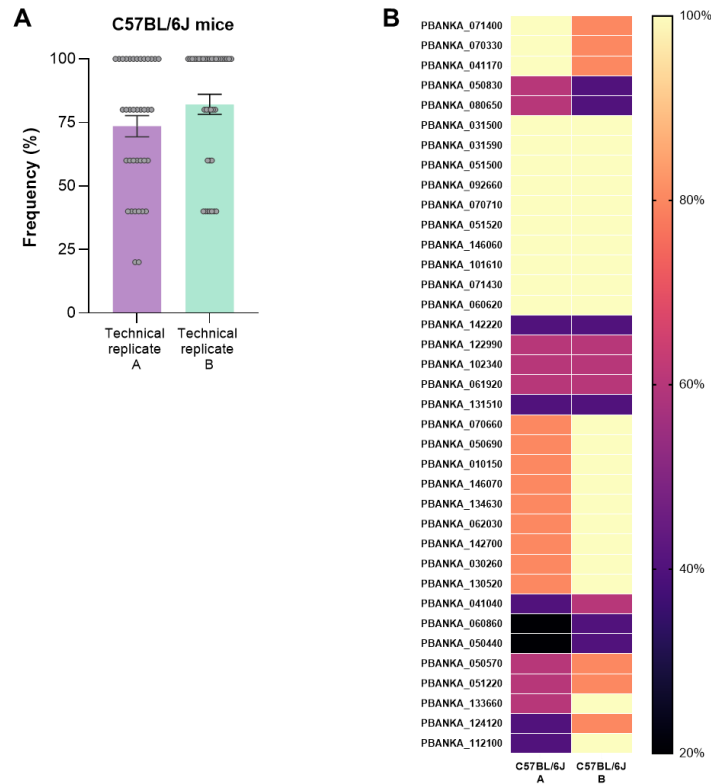 A
C57BL/6J mice
Frequency (%)
100
75
50
25
0
Technical
replicate
A
Technical
replicate
B
B
PBANKA_071400
PBANKA_070330
PBANKA_041170
PBANKA_050830
PBANKA_080650
PBANKA_031500
PBANKA_031590
PBANKA_051500
PBANKA_092660
PBANKA_070710
PBANKA_051520
PBANKA_146060
PBANKA_101610
PBANKA_071430
PBANKA_060620
PBANKA_142220
PBANKA_122990
PBANKA_102340
PBANKA_061920
PBANKA_131510
PBANKA_070660
PBANKA_050690
PBANKA_010150
PBANKA_146070
PBANKA_134630
PBANKA_062030
PBANKA_142700
PBANKA_030260
PBANKA_130520
PBANKA_041040
PBANKA_060860
PBANKA_050440
PBANKA_050570
PBANKA_051220
PBANKA_133660
PBANKA_124120
PBANKA_112100
C57BL/6J
A
C57BL/6J
B
100%
80%
60%
40%
20%